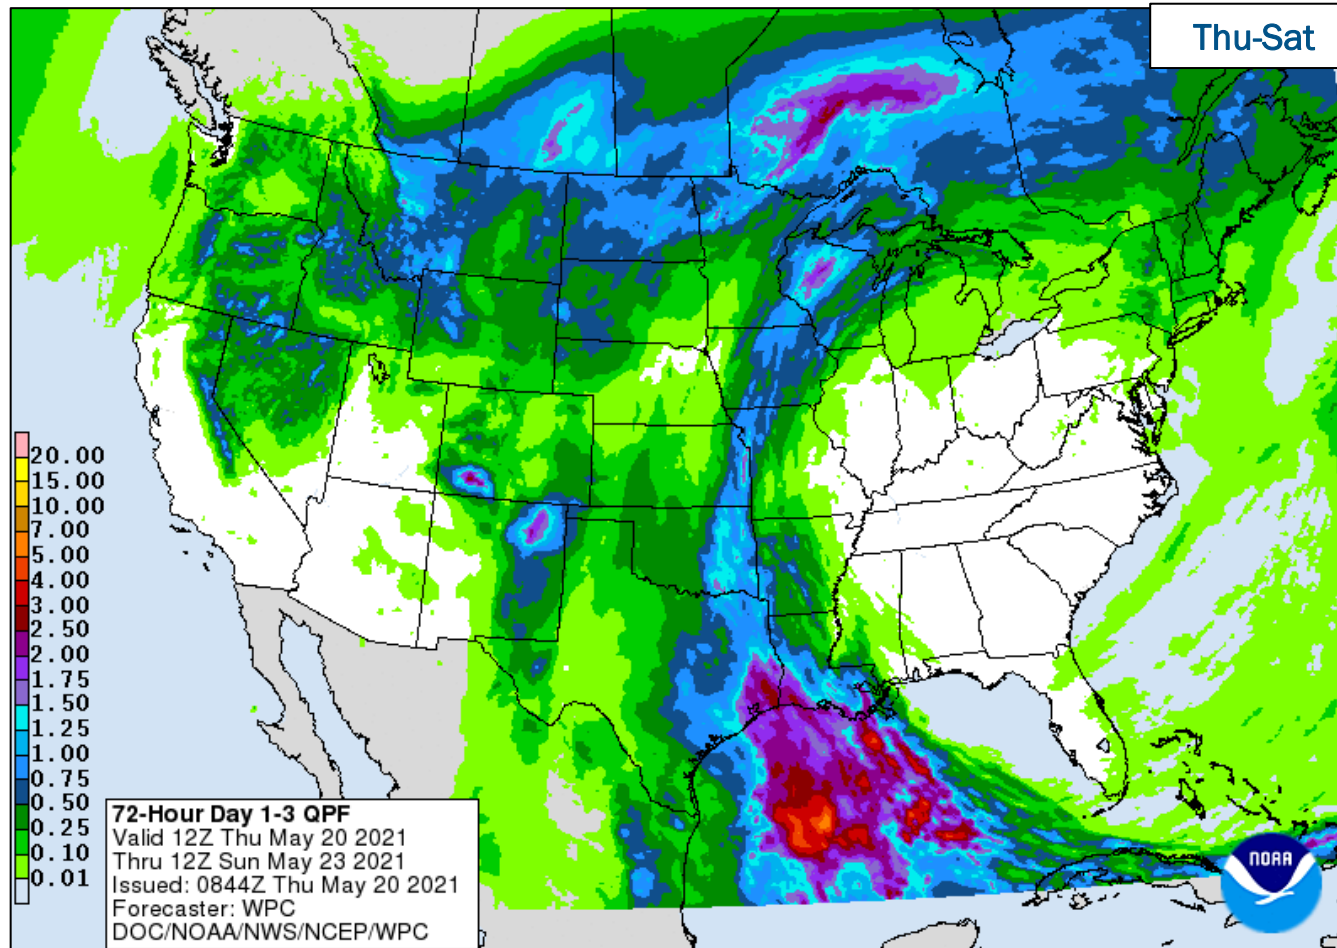 Thu-Sat
20.00
15.00
10.00
7.00
5.00
4.00
3.00
2.50
2.00
1.75
1.50
1.25
1.00
0.75
0.50
0.25
0.10
0.01
72-Hour Day 1-3 QPF
Valid 12Z Thu May 20 2021
Thru 12Z Sun May 23 2021
Issued: 0844Z Thu May 20 2021
Forecaster: WPC
DOC/NOAA/NWS/NCEP/WPC
NOAA